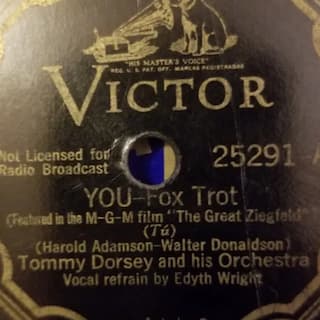 "HIS MASTER'S VOICE"
REG. U.S. PAT. OFF. MARCAS REGISTRADAS
VICTOR
Not Licensed for
Radio Broadcast
25291-A
YOU-Fox Trot
(Featured in the M-G-M film "The Great Ziegfeld")
(Tú)
(Harold Adamson-Walter Donaldson)
Tommy Dorsey and his Orchestra
Vocal refrain by Edyth Wright